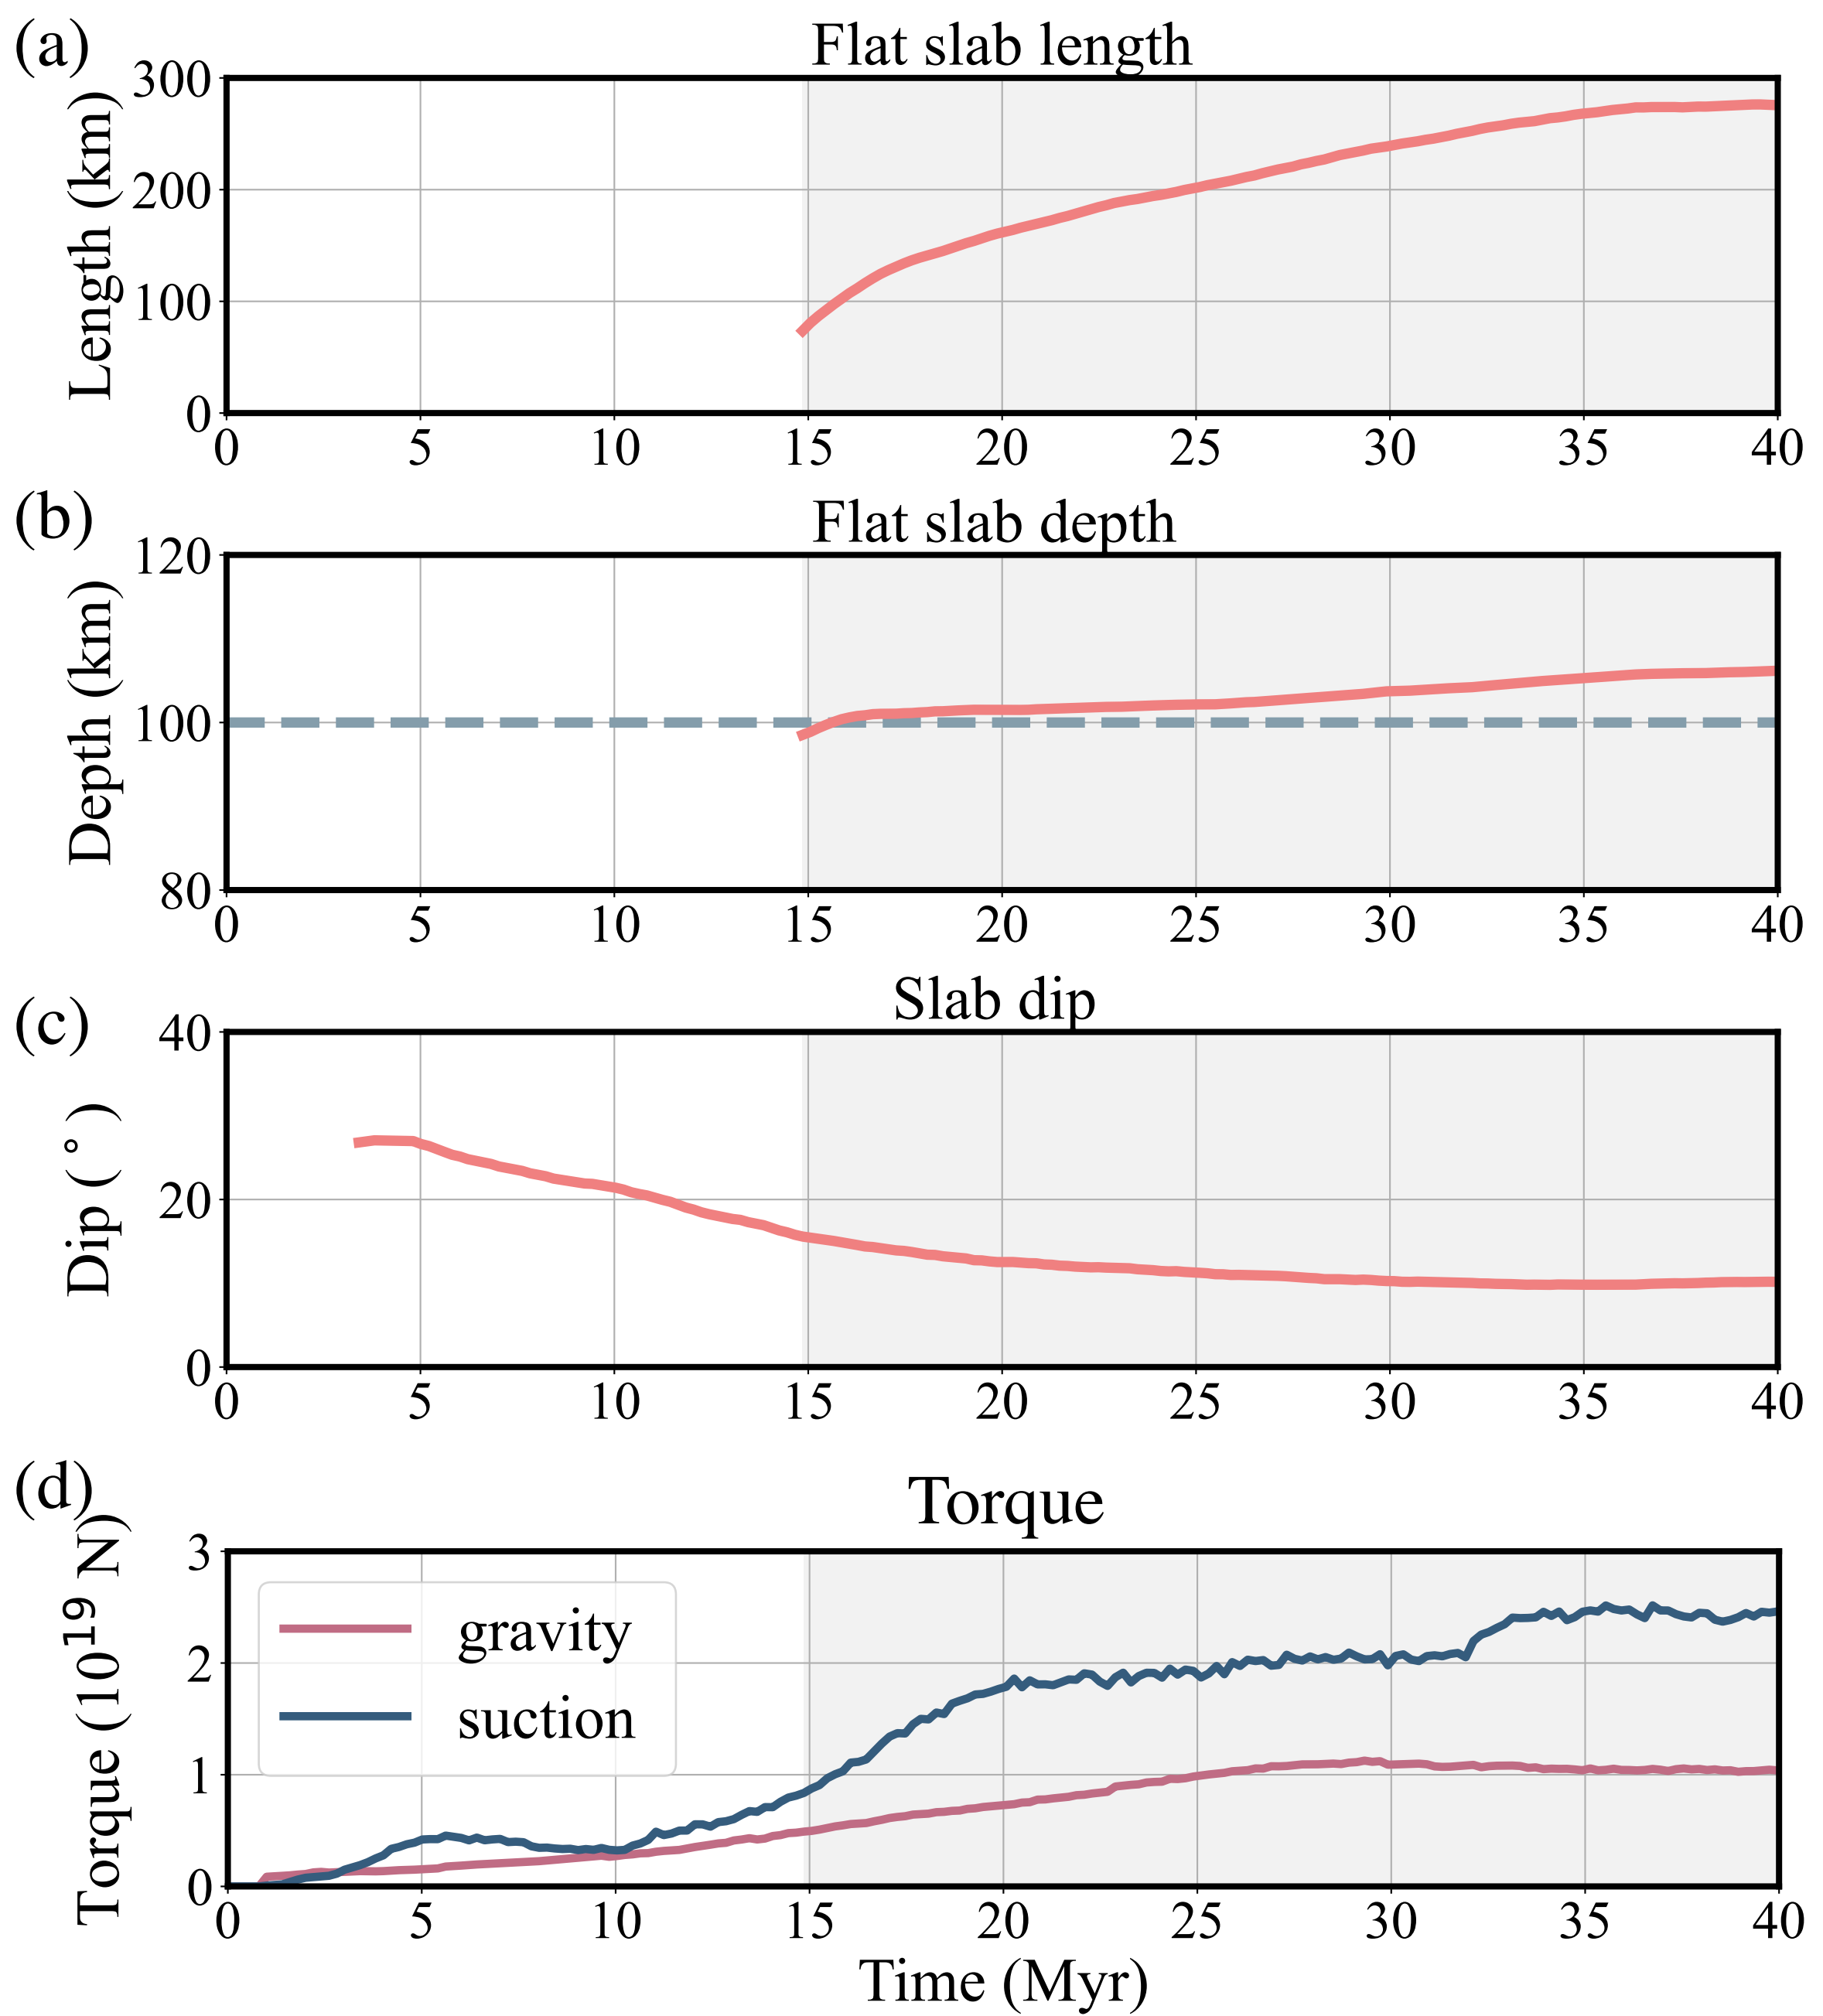 (a)
Flat slab length
Length (km)
300
200
100
0
0 5 10 15 20 25 30 35 40
(b)
Flat slab depth
Depth (km)
120
100
80
0 5 10 15 20 25 30 35 40
(c)
Slab dip
Dip (°)
40
20
0
0 5 10 15 20 25 30 35 40
(d)
Torque
Torque (10¹⁹ N)
3
2
1
0
gravity
suction
0 5 10 15 20 25 30 35 40
Time (Myr)